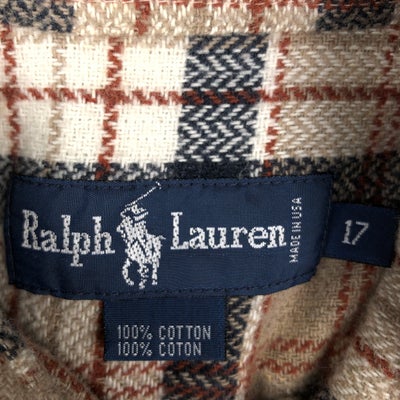 Ralph Lauren
MADE IN USA
17
100% COTTON
100% COTON